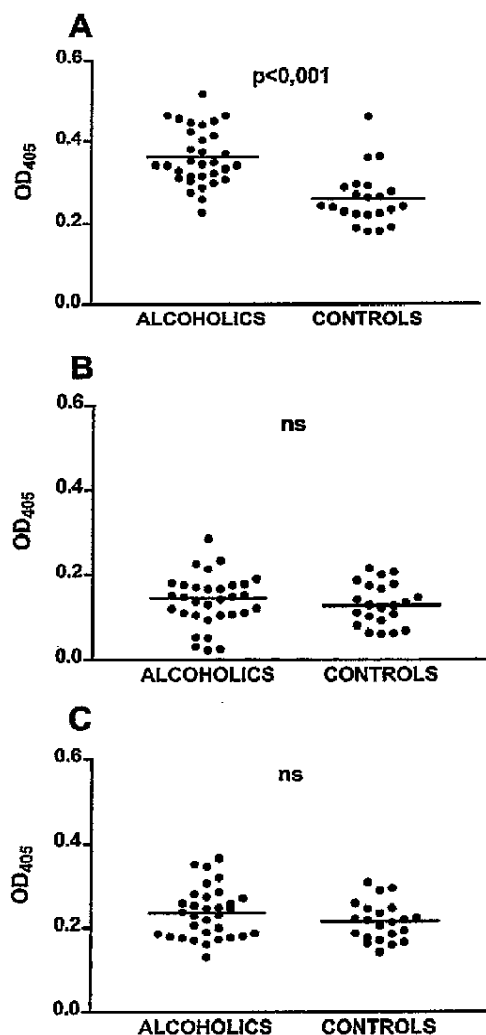 A
0.6
p<0,001
0.4
OD405
0.2
0.0
ALCOHOLICS CONTROLS
B
0.6
ns
0.4
OD405
0.2
0.0
ALCOHOLICS CONTROLS
C
0.6
ns
0.4
OD405
0.2
0.0
ALCOHOLICS CONTROLS